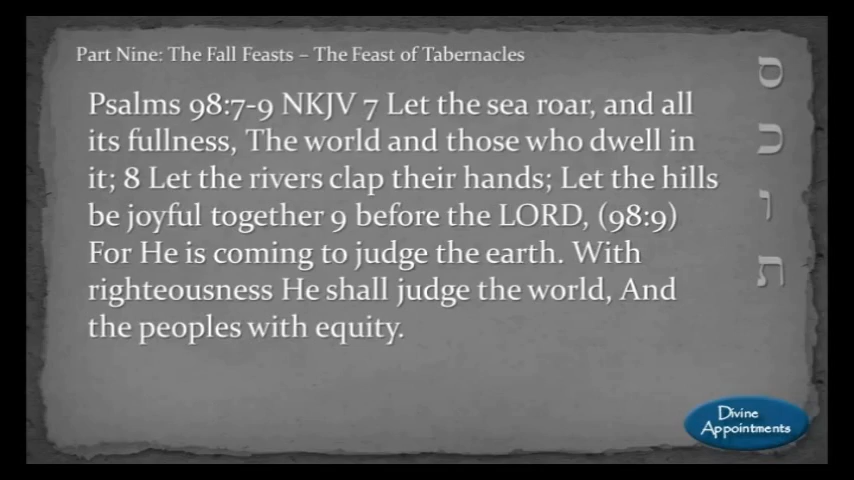 Part Nine: The Fall Feasts – The Feast of Tabernacles
Psalms 98:7-9 NKJV 7 Let the sea roar, and all
its fullness, The world and those who dwell in
it; 8 Let the rivers clap their hands; Let the hills
be joyful together 9 before the LORD, (98:9)
For He is coming to judge the earth. With
righteousness He shall judge the world, And
the peoples with equity.
ס
כ
י
ת
Divine
Appointments